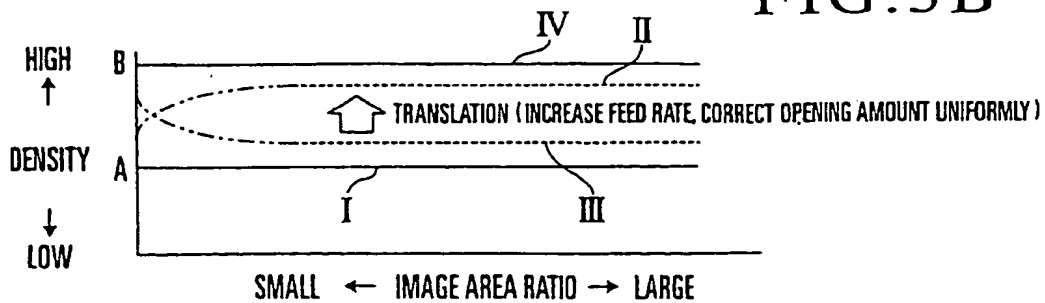 FIG.5B
IV
II
HIGH
B
↑
TRANSLATION (INCREASE FEED RATE, CORRECT OPENING AMOUNT UNIFORMLY)
DENSITY
A
↓
I
III
LOW
SMALL ← IMAGE AREA RATIO → LARGE